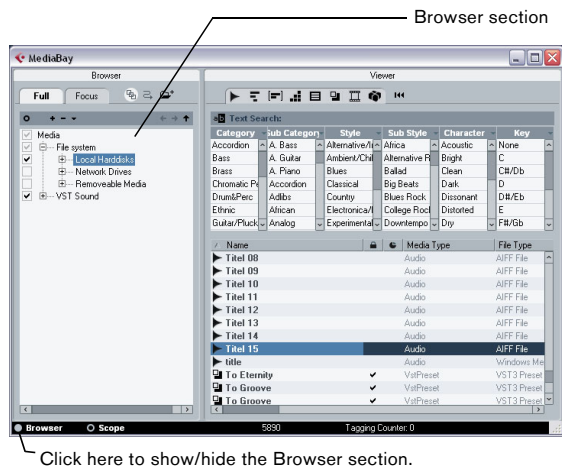 Browser section
MediaBay
Browser
Viewer
Full Focus
Text Search:
Media
File system
Local Harddisks
Network Drives
Removeable Media
VST Sound
Category Sub Category Style Sub Style Character Key
Accordion A. Bass Alternative/In Africa Acoustic None
Bass A. Guitar Ambient/Chil Alternative R Bright C
Brass A. Piano Blues Ballad Clean C#/Db
Chromatic Pe Accordion Classical Big Beats Dark D
Drum&Perc Adlibs Country Blues Rock Dissonant D#/Eb
Ethnic African Electronica/I College Rock Distorted E
Guitar/Pluck Analog Experimental Downtempo Dry F#/Gb
Name Media Type File Type
Titel 08 Audio AIFF File
Titel 09 Audio AIFF File
Titel 10 Audio AIFF File
Titel 11 Audio AIFF File
Titel 12 Audio AIFF File
Titel 13 Audio AIFF File
Titel 14 Audio AIFF File
Titel 15 Audio AIFF File
title Audio Windows Me
To Eternity VstPreset VST3 Preset
To Groove VstPreset VST3 Preset
To Groove VstPreset VST3 Preset
Browser Scope 5890 Tagging Counter: 0
Click here to show/hide the Browser section.